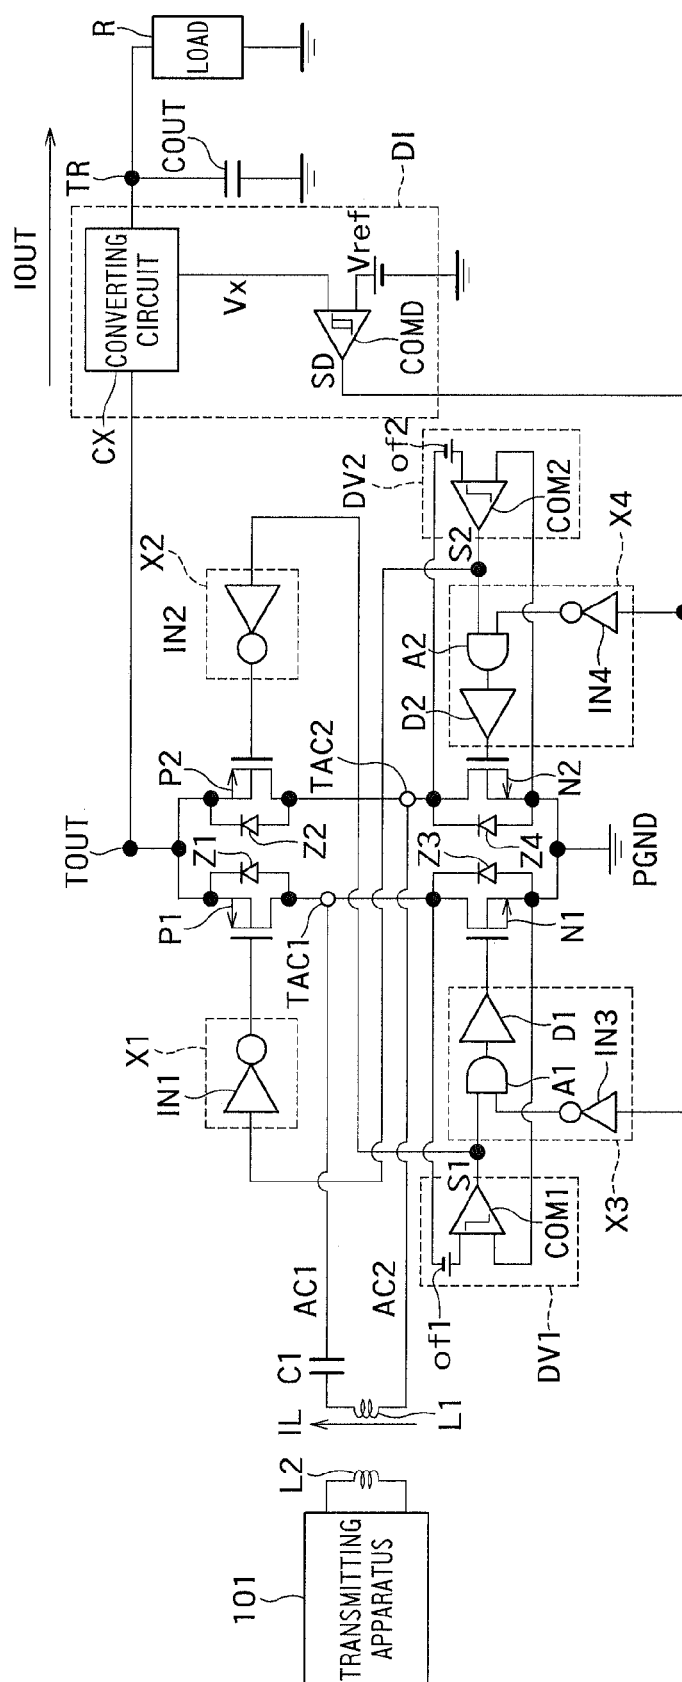 IOUT
TR
R
LOAD
COUT
DI
CX
CONVERTING
CIRCUIT
Vx
Vref
SD
COMD
X2
IN2
of2
DV2
S2
COM2
X4
A2
D2
IN4
TOUT
P2
P1
Z1
Z2
TAC2
TAC1
Z3
Z4
N2
N1
PGND
X1
IN1
D1
A1
IN3
X3
S1
COM1
of1
DV1
AC1
AC2
C1
IL
L1
L2
101
TRANSMITTING
APPARATUS